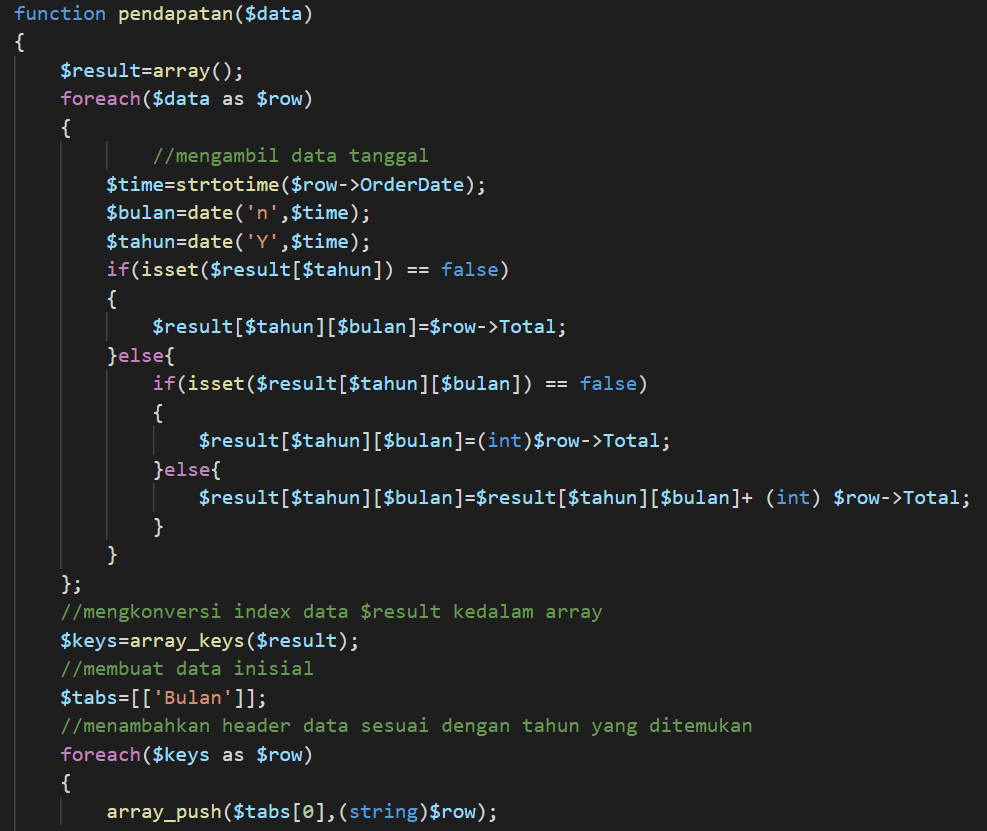 function pendapatan($data)
{
    $result=array();
    foreach($data as $row)
    {
            //mengambil data tanggal
        $time=strtotime($row->OrderDate);
        $bulan=date('n',$time);
        $tahun=date('Y',$time);
        if(isset($result[$tahun]) == false)
        {
            $result[$tahun][$bulan]=$row->Total;
        }else{
            if(isset($result[$tahun][$bulan]) == false)
            {
                $result[$tahun][$bulan]=(int)$row->Total;
            }else{
                $result[$tahun][$bulan]=$result[$tahun][$bulan]+ (int) $row->Total;
            }
        }
    };
    //mengkonversi index data $result kedalam array
    $keys=array_keys($result);
    //membuat data inisial
    $tabs=[['Bulan']];
    //menambahkan header data sesuai dengan tahun yang ditemukan
    foreach($keys as $row)
    {
        array_push($tabs[0],(string)$row);